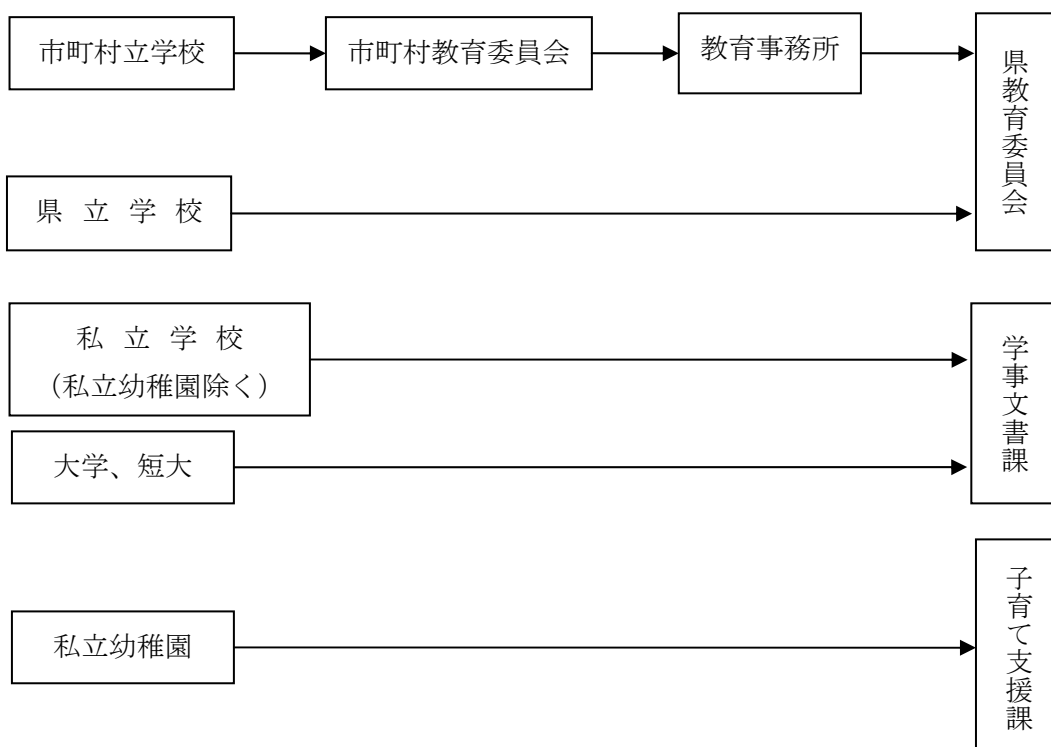 市町村立学校
市町村教育委員会
教育事務所
県教育委員会
県立学校
私立学校
（私立幼稚園除く）
学事文書課
大学、短大
私立幼稚園
子育て支援課